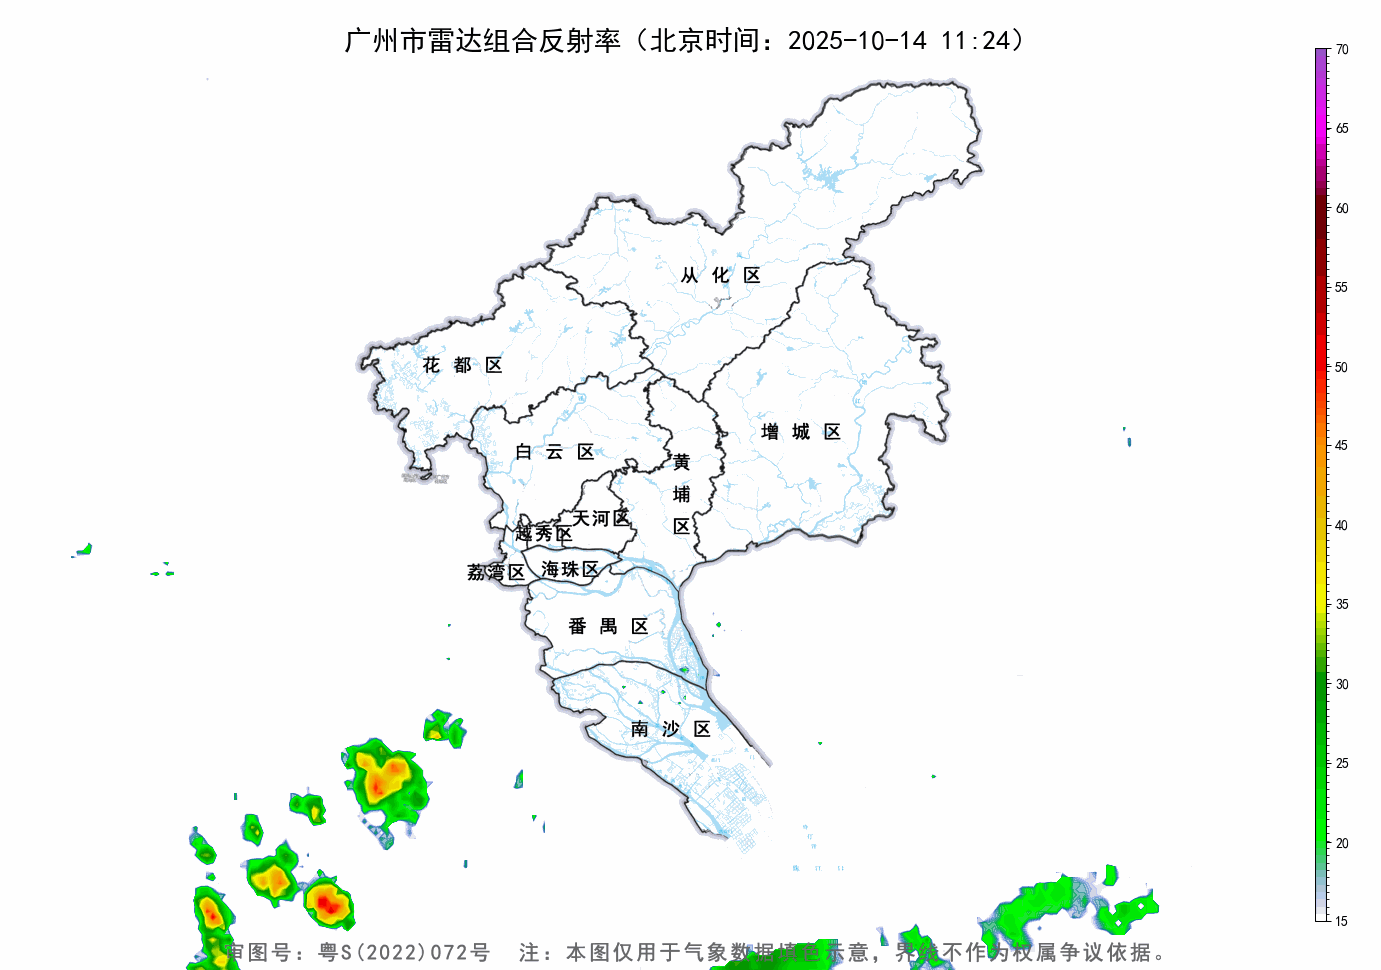 广州市雷达组合反射率（北京时间：2025-10-14 11:24）
70
65
60
55
50
45
40
35
30
25
20
15
从化区
花都区
增城区
白云区
黄埔区
天河区
越秀区
海珠区
荔湾区
番禺区
南沙区
审图号：粤S(2022)072号 注：本图仅用于气象数据填色示意，界线不作为权属争议依据。